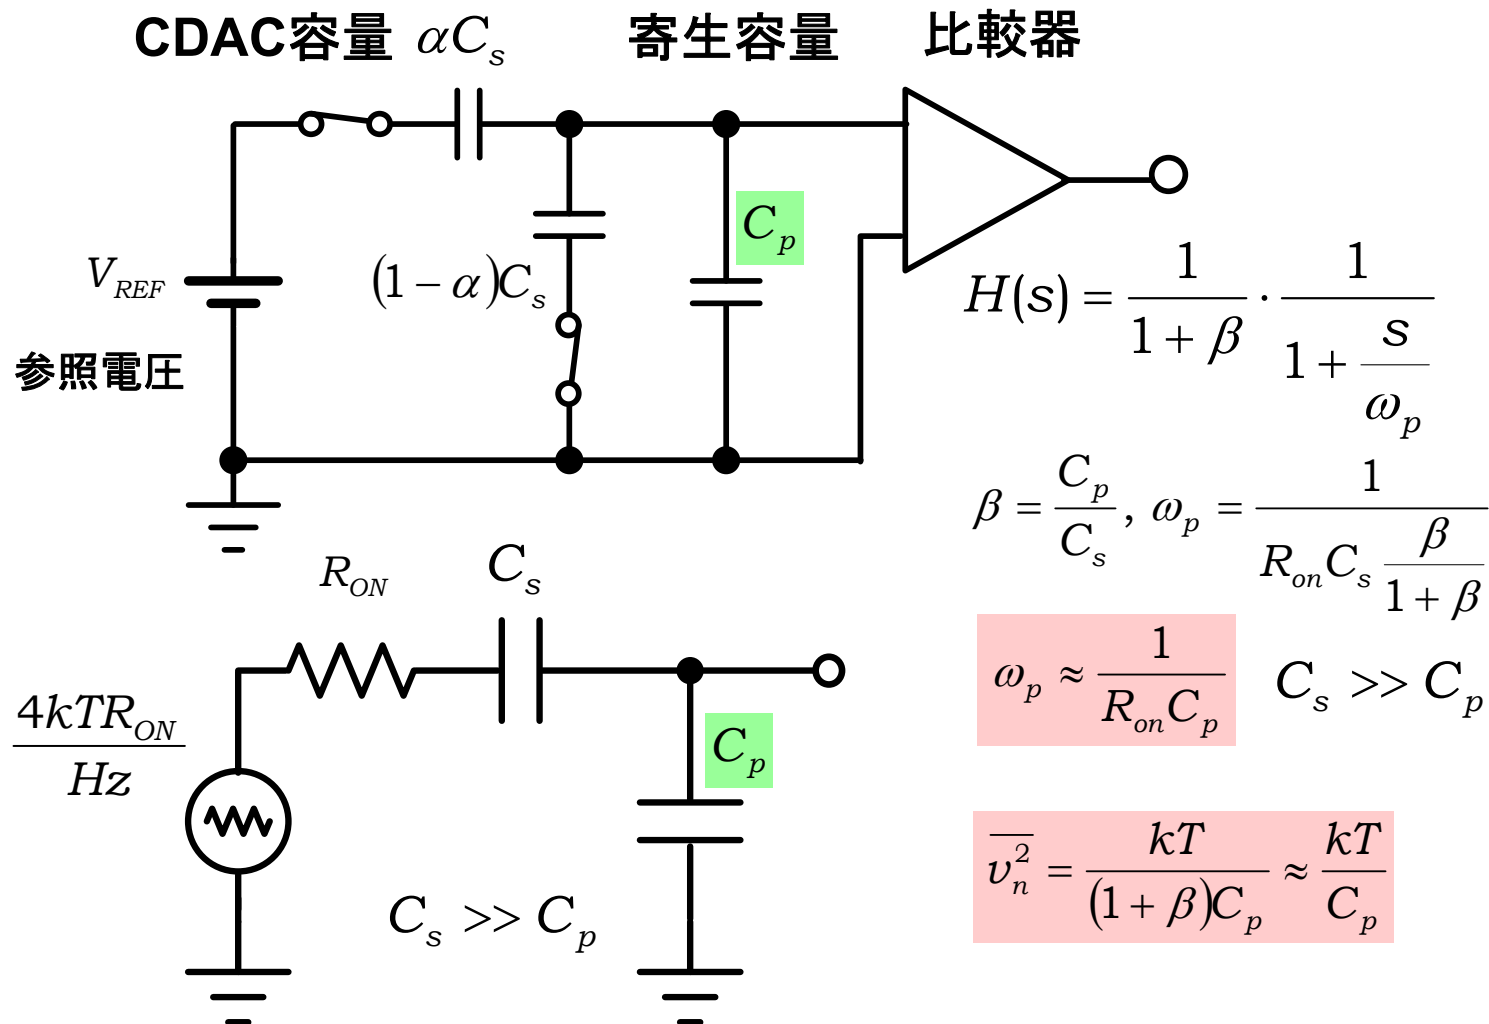 CDAC容量 αC_s 寄生容量 比較器
C_p
V_REF (1 − α)C_s
参照電圧
H(s) = 1/(1 + β) · 1/(1 + s/ω_p)
β = C_p/C_s , ω_p = 1/(R_on C_s β/(1 + β))
R_ON C_s
ω_p ≈ 1/(R_on C_p) C_s >> C_p
4kTR_ON/Hz
C_p
C_s >> C_p
\overline{v_n^2} = kT/((1 + β)C_p) ≈ kT/C_p